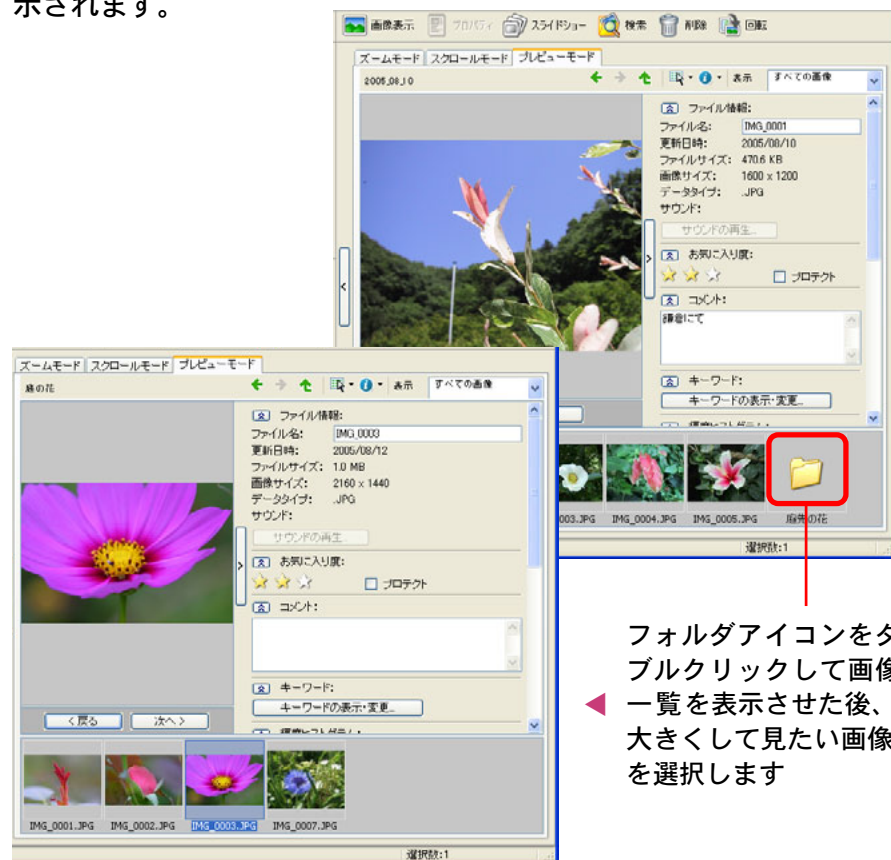 示されます。
画像表示 プロパティ スライドショー 検索 削除 回転
ズームモード スクロールモード プレビューモード
2005_08_10 表示 すべての画像
ファイル情報:
ファイル名: IMG_0001
更新日時: 2005/08/10
ファイルサイズ: 470.6 KB
画像サイズ: 1600 x 1200
データタイプ: .JPG
サウンド:
サウンドの再生...
お気に入り度:
プロテクト
コメント:
鎌倉にて
キーワード:
キーワードの表示・変更...
003.JPG IMG_0004.JPG IMG_0005.JPG 庭先の花
選択数:1
ズームモード スクロールモード プレビューモード
庭の花 表示 すべての画像
ファイル情報:
ファイル名: IMG_0003
更新日時: 2005/08/12
ファイルサイズ: 1.0 MB
画像サイズ: 2160 x 1440
データタイプ: .JPG
サウンド:
サウンドの再生...
お気に入り度:
プロテクト
コメント:
キーワード:
キーワードの表示・変更...
<戻る 次へ>
IMG_0001.JPG IMG_0002.JPG IMG_0003.JPG IMG_0007.JPG
選択数:1
フォルダアイコンをダ
ブルクリックして画像
一覧を表示させた後、
大きくして見たい画像
を選択します